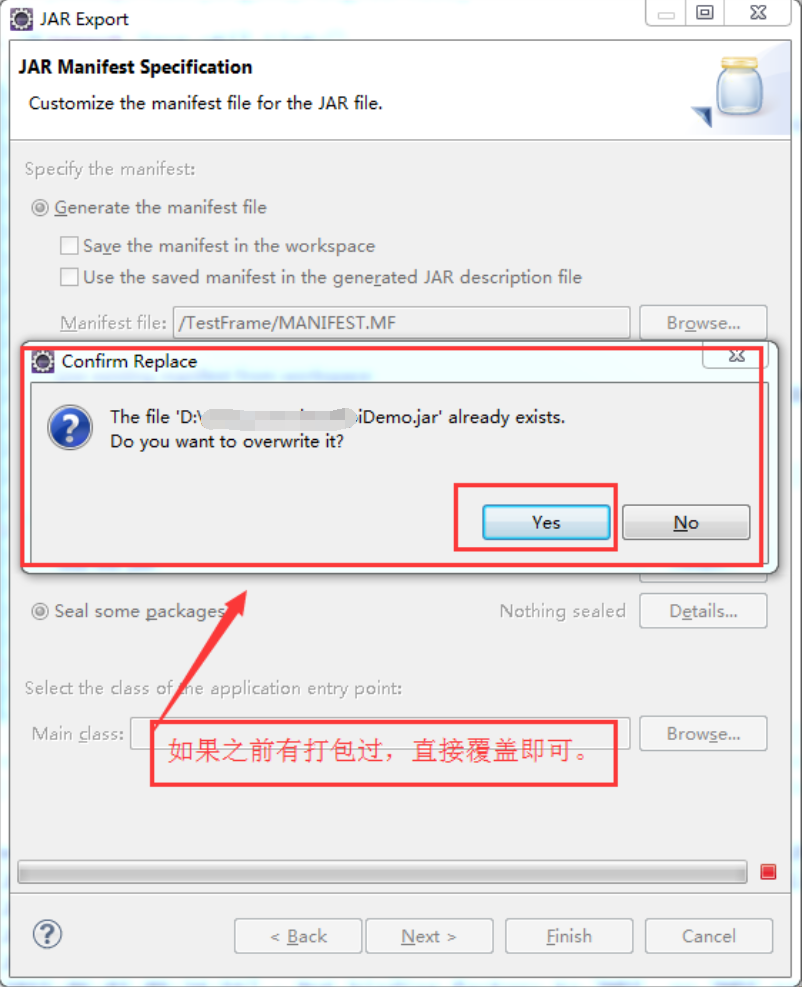 JAR Export
JAR Manifest Specification
Customize the manifest file for the JAR file.
Specify the manifest:
Generate the manifest file
Save the manifest in the workspace
Use the saved manifest in the generated JAR description file
Manifest file: /TestFrame/MANIFEST.MF Browse...
Confirm Replace
The file 'D:\ iDemo.jar' already exists.
Do you want to overwrite it?
Yes No
Seal some packages Nothing sealed Details...
Select the class of the application entry point:
Main class: Browse...
如果之前有打包过，直接覆盖即可。
< Back Next > Finish Cancel